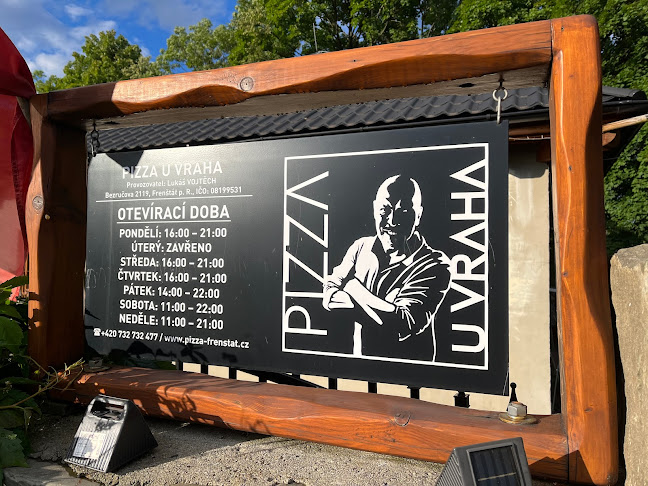 PIZZA U VRAHA
Provozovatel: Lukáš VOJTĚCH
Bezručova 2119, Frenštát p. R., IČO: 08199531
OTEVÍRACÍ DOBA
PONDĚLÍ: 16:00 – 21:00
ÚTERÝ: ZAVŘENO
STŘEDA: 16:00 – 21:00
ČTVRTEK: 16:00 – 21:00
PÁTEK: 14:00 – 22:00
SOBOTA: 11:00 – 22:00
NEDĚLE: 11:00 – 21:00
☎+420 732 732 477 / www.pizza-frenstat.cz
PIZZA
U VRAHA